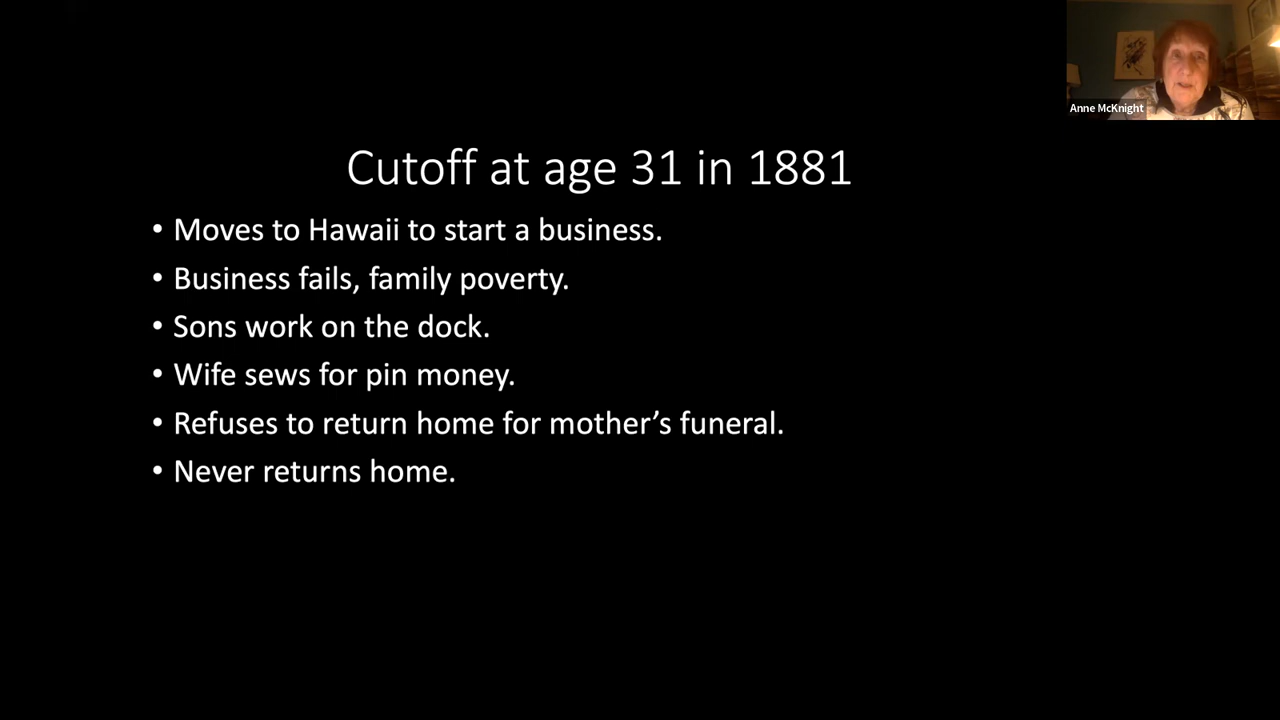 Anne McKnight
Cutoff at age 31 in 1881
• Moves to Hawaii to start a business.
• Business fails, family poverty.
• Sons work on the dock.
• Wife sews for pin money.
• Refuses to return home for mother’s funeral.
• Never returns home.